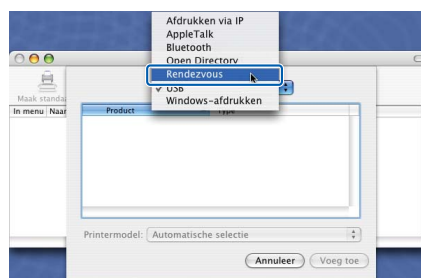 Afdrukken via IP
AppleTalk
Bluetooth
Open Directory
Rendezvous
✓ USB
Windows-afdrukken
Maak standaa
In menu Naar
Product Type
Printermodel: Automatische selectie
Annuleer Voeg toe